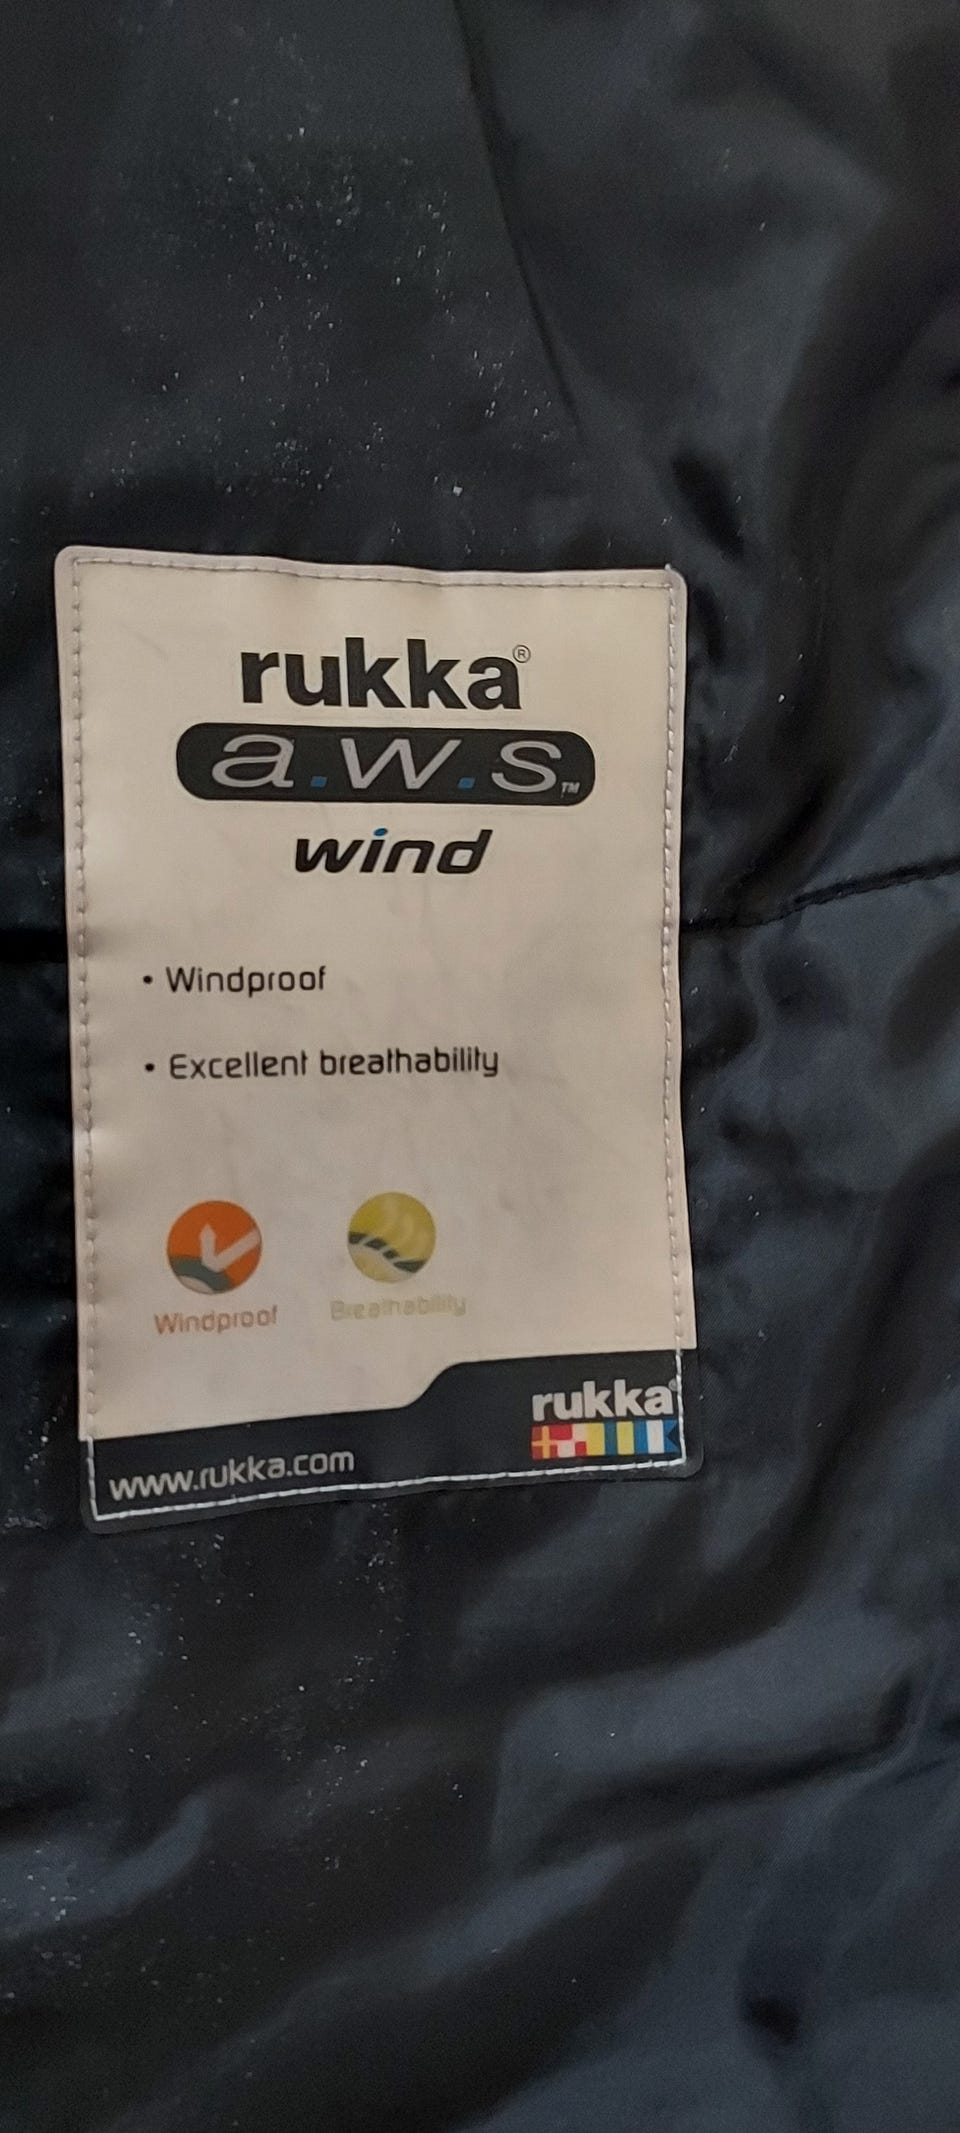 rukka®
a.w.s™
wind
• Windproof
• Excellent breathability
Windproof
Breathability
rukka
www.rukka.com